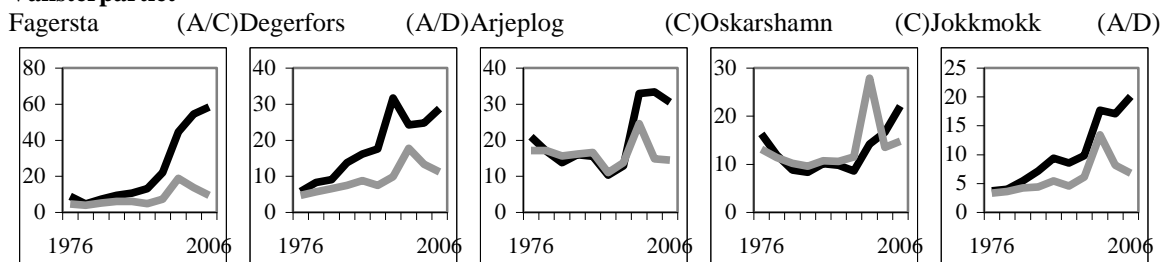 Vänsterpartiet
Fagersta (A/C)Degerfors (A/D)Arjeplog (C)Oskarshamn (C)Jokkmokk (A/D)
80 40 40 30 25
60 30 30 20 20
40 20 20 10 15
20 10 10 0 10
0 0 0 5
0
1976 2006 1976 2006 1976 2006 1976 2006 1976 2006